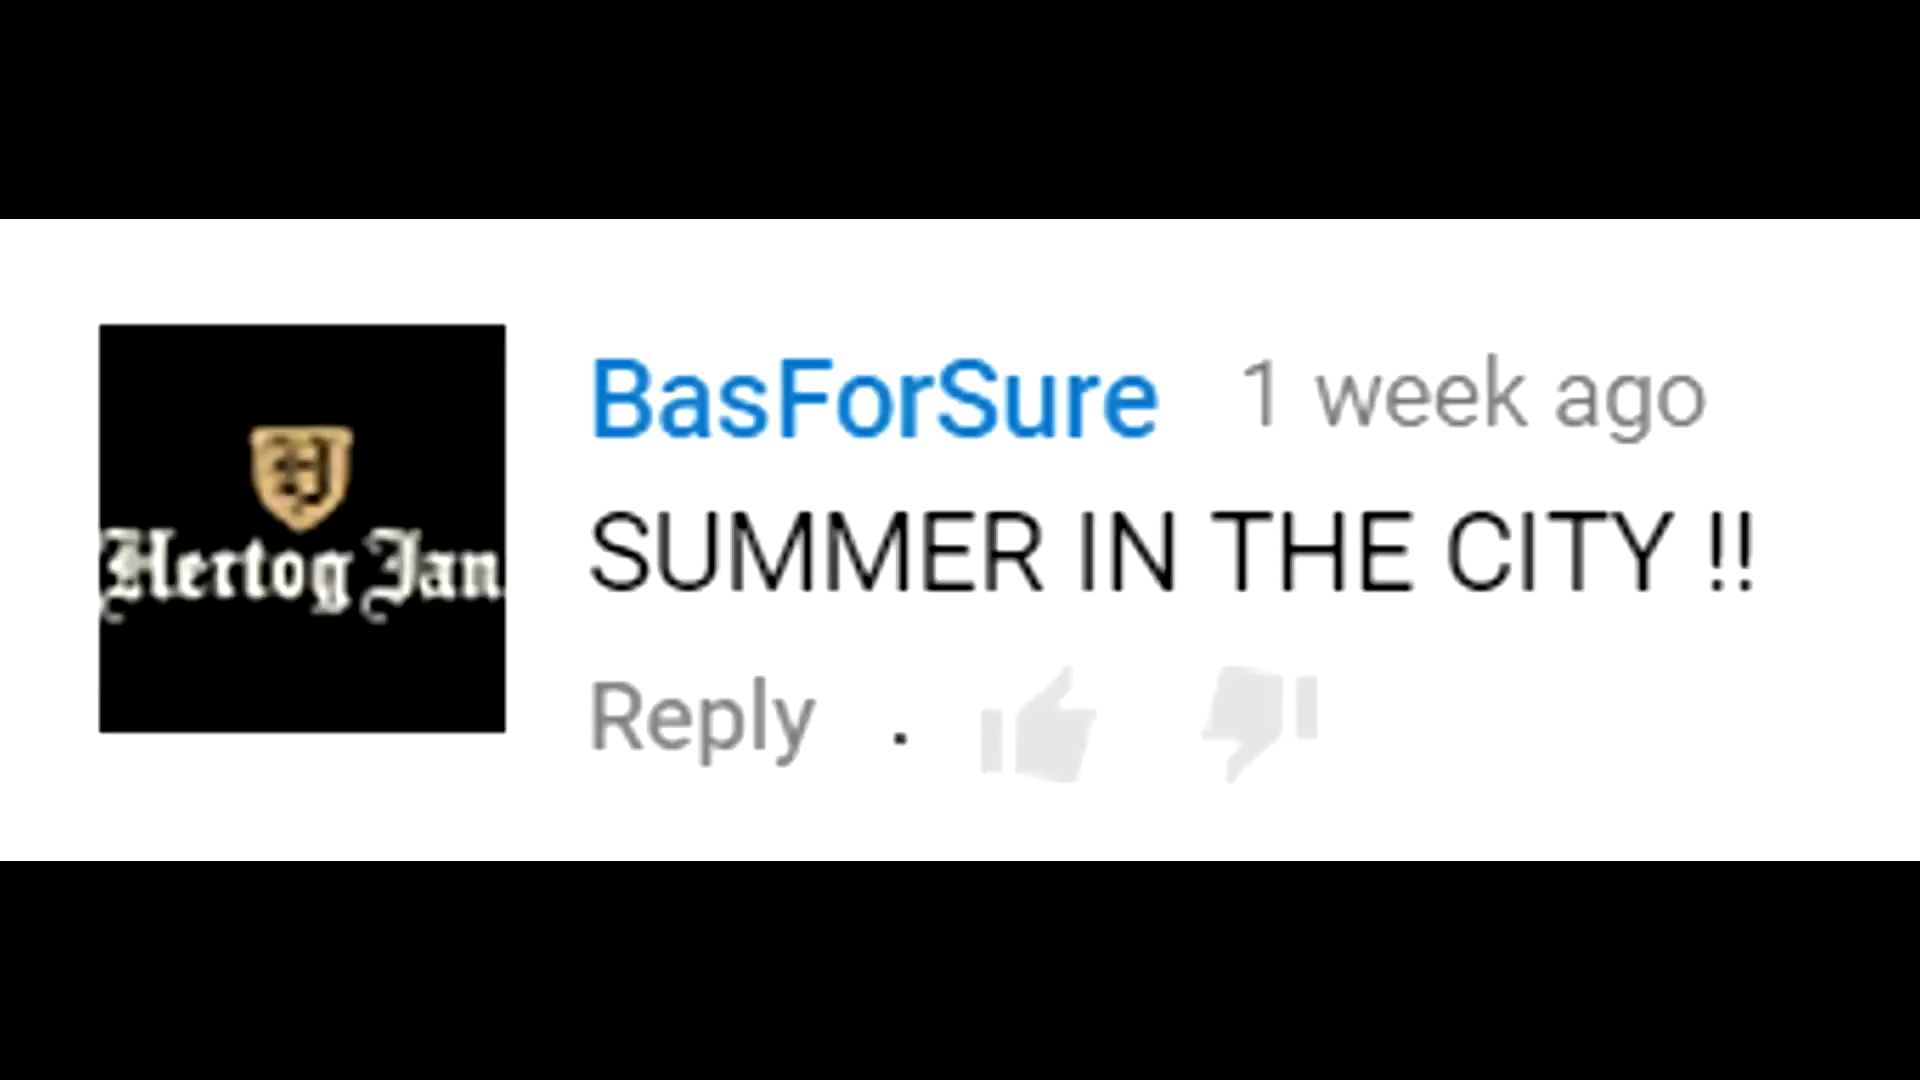 Hertog Jan
BasForSure 1 week ago
SUMMER IN THE CITY !!
Reply .